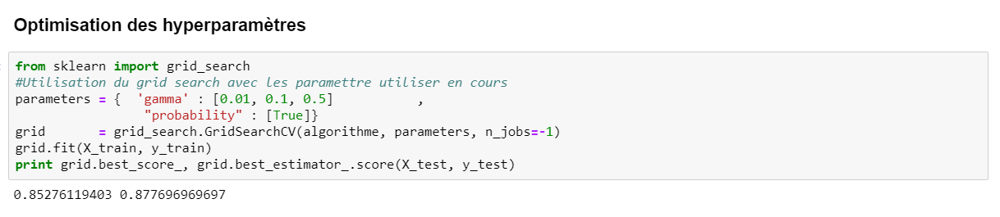 Optimisation des hyperparamètres
from sklearn import grid_search
#Utilisation du grid search avec les paramettre utiliser en cours
parameters = {  'gamma' : [0.01, 0.1, 0.5]           ,
                 "probability" : [True]}
grid       = grid_search.GridSearchCV(algorithme, parameters, n_jobs=-1)
grid.fit(X_train, y_train)
print grid.best_score_, grid.best_estimator_.score(X_test, y_test)
0.85276119403 0.877696969697